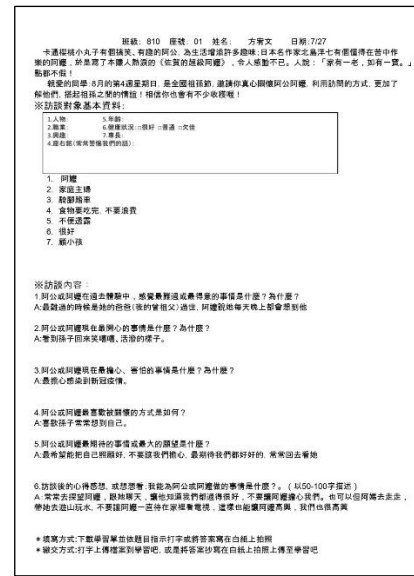 班級: 810 座號: 01 姓名: 方宥文 日期:7/27
卡通櫻桃小丸子有個搞笑、有趣的阿公,為生活增添許多趣味;日本名作家北島洋七有個懂得在苦中作
樂的阿嬤,於是寫了本膾人熱淚的《佐賀的超級阿嬤》,令人感動不已。人說:「家有一老,如有一寶。」一
點都不假!
親愛的同學:8月的第4週星期日,是全國祖孫節,邀請你真心關懷阿公阿嬤,利用訪問的方式,更加了
解他們,搭起祖孫之間的情誼!相信你也會有不少收穫喔!
※訪談對象基本資料:
1.人物: 5.年齡:
2.職業: 6.健康狀況:□很好 □普通 □欠佳
3.興趣: 7.專長:
4.座右銘(常常警惕我們的話):
1. 阿嬤
2. 家庭主婦
3. 騎腳踏車
4. 食物要吃完,不要浪費
5. 不便透露
6. 很好
7. 顧小孩
※訪談內容:
1.阿公或阿嬤在過去體驗中,感覺最難過或最得意的事情是什麼?為什麼?
A:最難過的時候是她的爸爸(我的曾祖父)過世,阿嬤說她每天晚上都會想到他
2.阿公或阿嬤現在最開心的事情是什麼?為什麼?
A:看到孫子回來笑嘻嘻、活潑的樣子。
3.阿公或阿嬤現在最擔心、害怕的事情是什麼?為什麼?
A:最擔心感染到新冠疫情。
4.阿公或阿嬤最喜歡被關懷的方式是如何?
A:喜歡孫子常常想到自己。
5.阿公或阿嬤最期待的事情或最大的願望是什麼?
A:最希望能把自己照顧好,不要讓我們擔心,最期待我們都好好的,常常回去看她
6.訪談後的心得感想,或想想看:我能為阿公或阿嬤做的事情是什麼?。(以50-100字描述)
A:常常去探望阿嬤,跟她聊天,讓他知道我們都過得很好,不要讓阿嬤擔心我們。也可以但阿嬤去走走,
帶她去遊山玩水,不要讓阿嬤一直待在家裡看電視,這樣也能讓阿嬤高興,我們也很高興
*填寫方式:下載學習單並依題目指示打字或將答案寫在白紙上拍照
*繳交方式:打字上傳檔案到學習吧,或是將答案抄寫在白紙上拍照上傳至學習吧